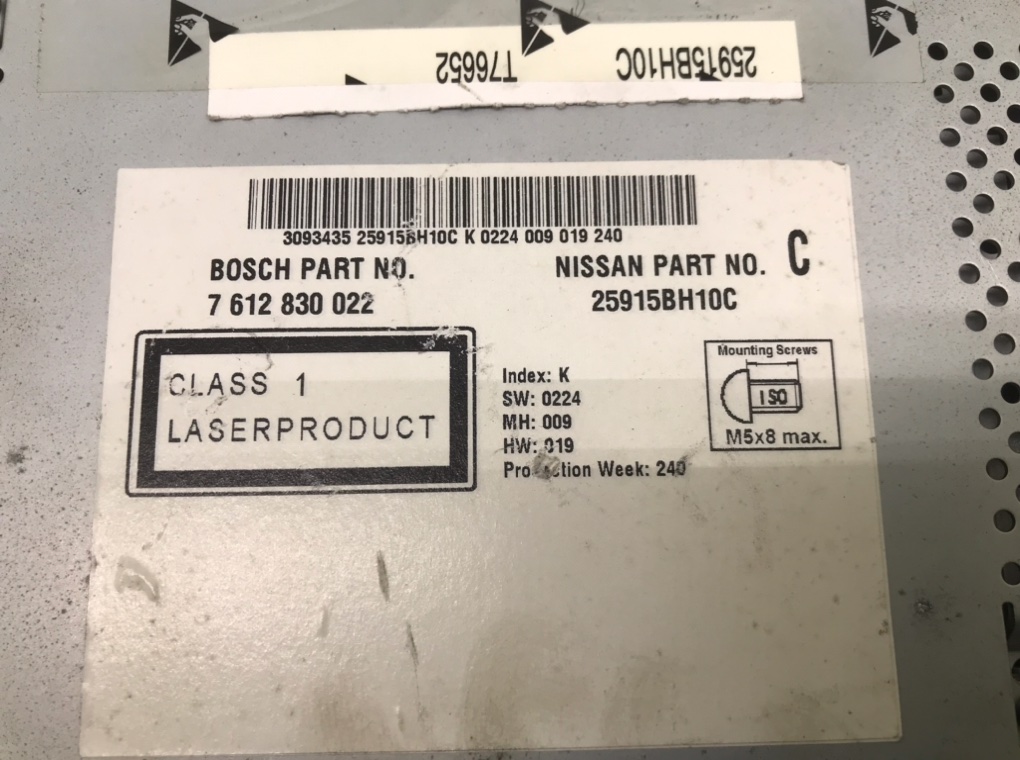 25915BH10C T76652
3093435 25915BH10C K 0224 009 019 240
BOSCH PART NO.
7 612 830 022
NISSAN PART NO. C
25915BH10C
CLASS 1
LASERPRODUCT
Index: K
SW: 0224
MH: 009
HW: 019
Production Week: 240
Mounting Screws
ISO
M5x8 max.